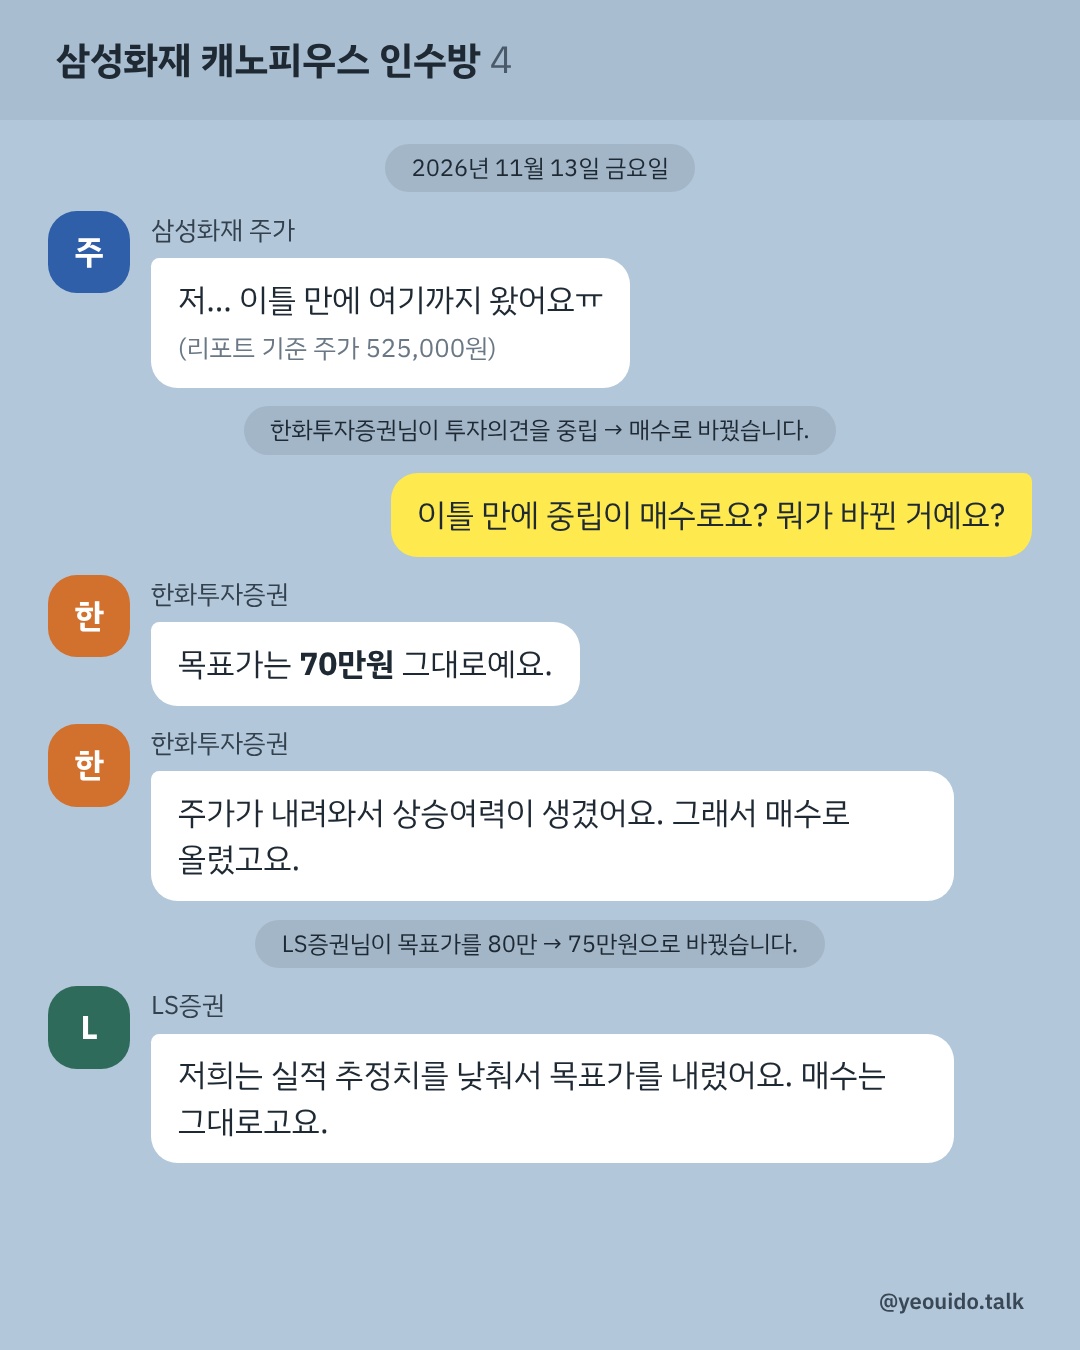 삼성화재 캐노피우스 인수방 4
2026년 11월 13일 금요일
주
삼성화재 주가
저... 이틀 만에 여기까지 왔어요ㅠ
(리포트 기준 주가 525,000원)
한화투자증권님이 투자의견을 중립 → 매수로 바꿨습니다.
이틀 만에 중립이 매수로요? 뭐가 바뀐 거예요?
한
한화투자증권
목표가는 70만원 그대로예요.
한
한화투자증권
주가가 내려와서 상승여력이 생겼어요. 그래서 매수로
올렸고요.
LS증권님이 목표가를 80만 → 75만원으로 바꿨습니다.
L
LS증권
저희는 실적 추정치를 낮춰서 목표가를 내렸어요. 매수는
그대로고요.
@yeouido.talk